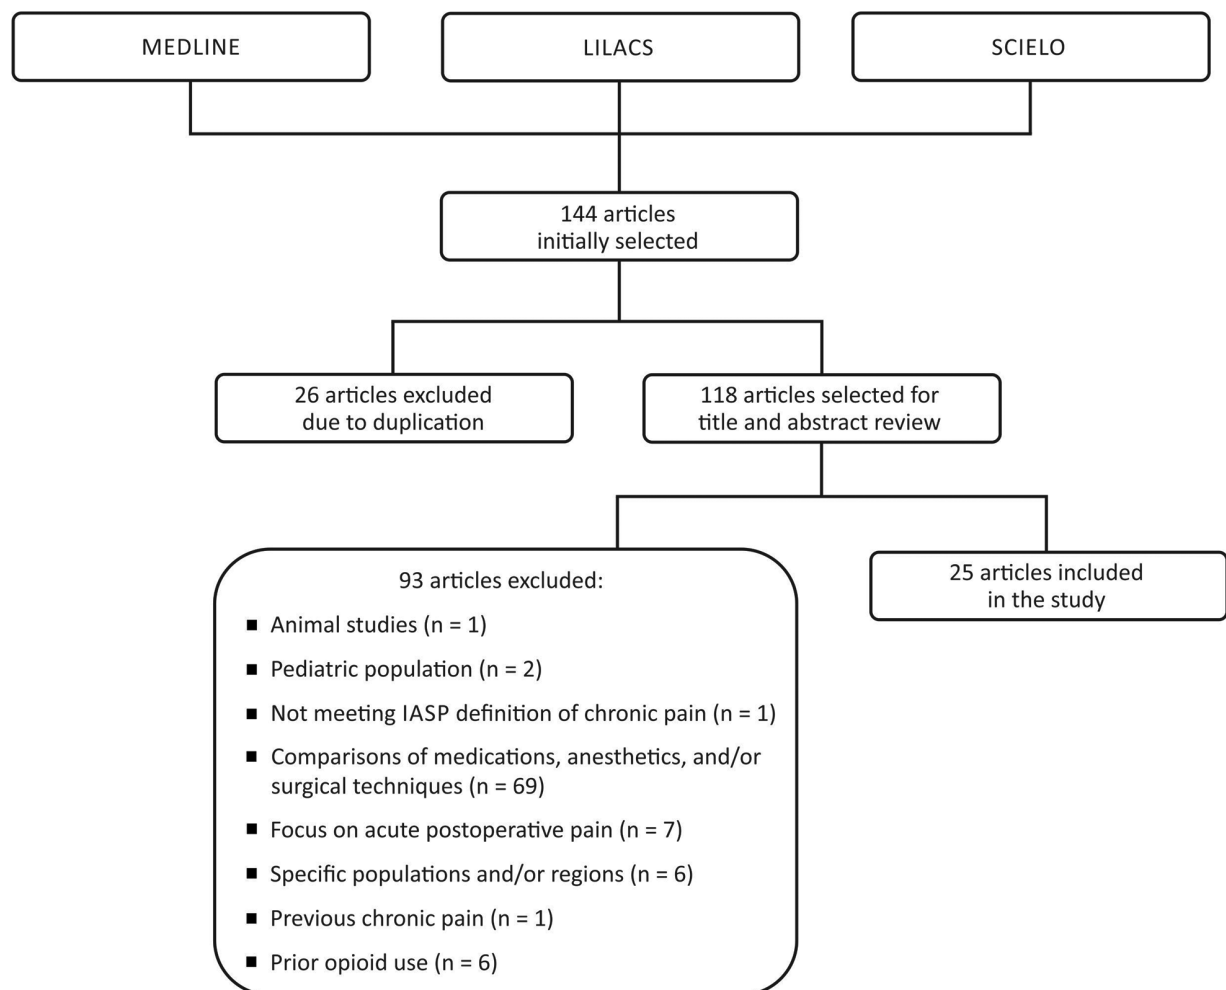 MEDLINE
LILACS
SCIELO
144 articles
initially selected
26 articles excluded
due to duplication
118 articles selected for
title and abstract review
93 articles excluded:
■ Animal studies (n = 1)
■ Pediatric population (n = 2)
■ Not meeting IASP definition of chronic pain (n = 1)
■ Comparisons of medications, anesthetics, and/or
surgical techniques (n = 69)
■ Focus on acute postoperative pain (n = 7)
■ Specific populations and/or regions (n = 6)
■ Previous chronic pain (n = 1)
■ Prior opioid use (n = 6)
25 articles included
in the study